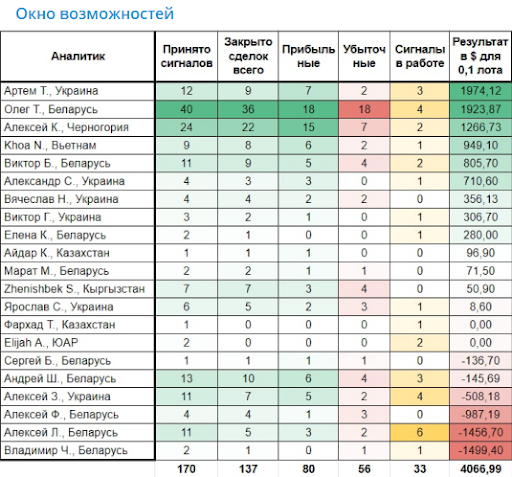 Окно возможностей
Аналитик Принято сигналов Закрыто сделок всего Прибыль ные Убыточ ные Сигналы в работе Результат в $ для 0,1 лота
Артем Т., Украина 12 9 7 2 3 1974,12
Олег Т., Беларусь 40 36 18 18 4 1923,87
Алексей К., Черногория 24 22 15 7 2 1266,73
Khoa N., Вьетнам 9 8 6 2 1 949,10
Виктор Б., Беларусь 11 9 5 4 2 805,70
Александр С., Украина 4 3 3 0 1 710,60
Вячеслав Н., Украина 4 4 2 2 0 356,13
Виктор Г., Украина 3 2 1 0 1 306,70
Елена К., Беларусь 2 1 0 0 1 280,00
Айдар К., Казахстан 1 1 1 0 0 96,90
Марат М., Беларусь 2 2 1 1 0 71,50
Zhenishbek S., Кыргызстан 7 7 3 4 0 50,90
Ярослав С., Украина 6 5 2 3 1 8,60
Фархад Т., Казахстан 1 0 0 0 1 0,00
Elijah A., ЮАР 2 0 0 0 2 0,00
Сергей Б., Беларусь 1 1 1 1 0 -136,70
Андрей Ш., Беларусь 13 10 6 4 3 -145,69
Алексей З., Украина 11 7 5 2 4 -508,18
Алексей Ф., Беларусь 4 4 1 3 0 -987,19
Алексей Л., Беларусь 11 5 3 2 6 -1456,70
Владимир Ч., Беларусь 2 1 0 1 1 -1499,40
170 137 80 56 33 4066,99